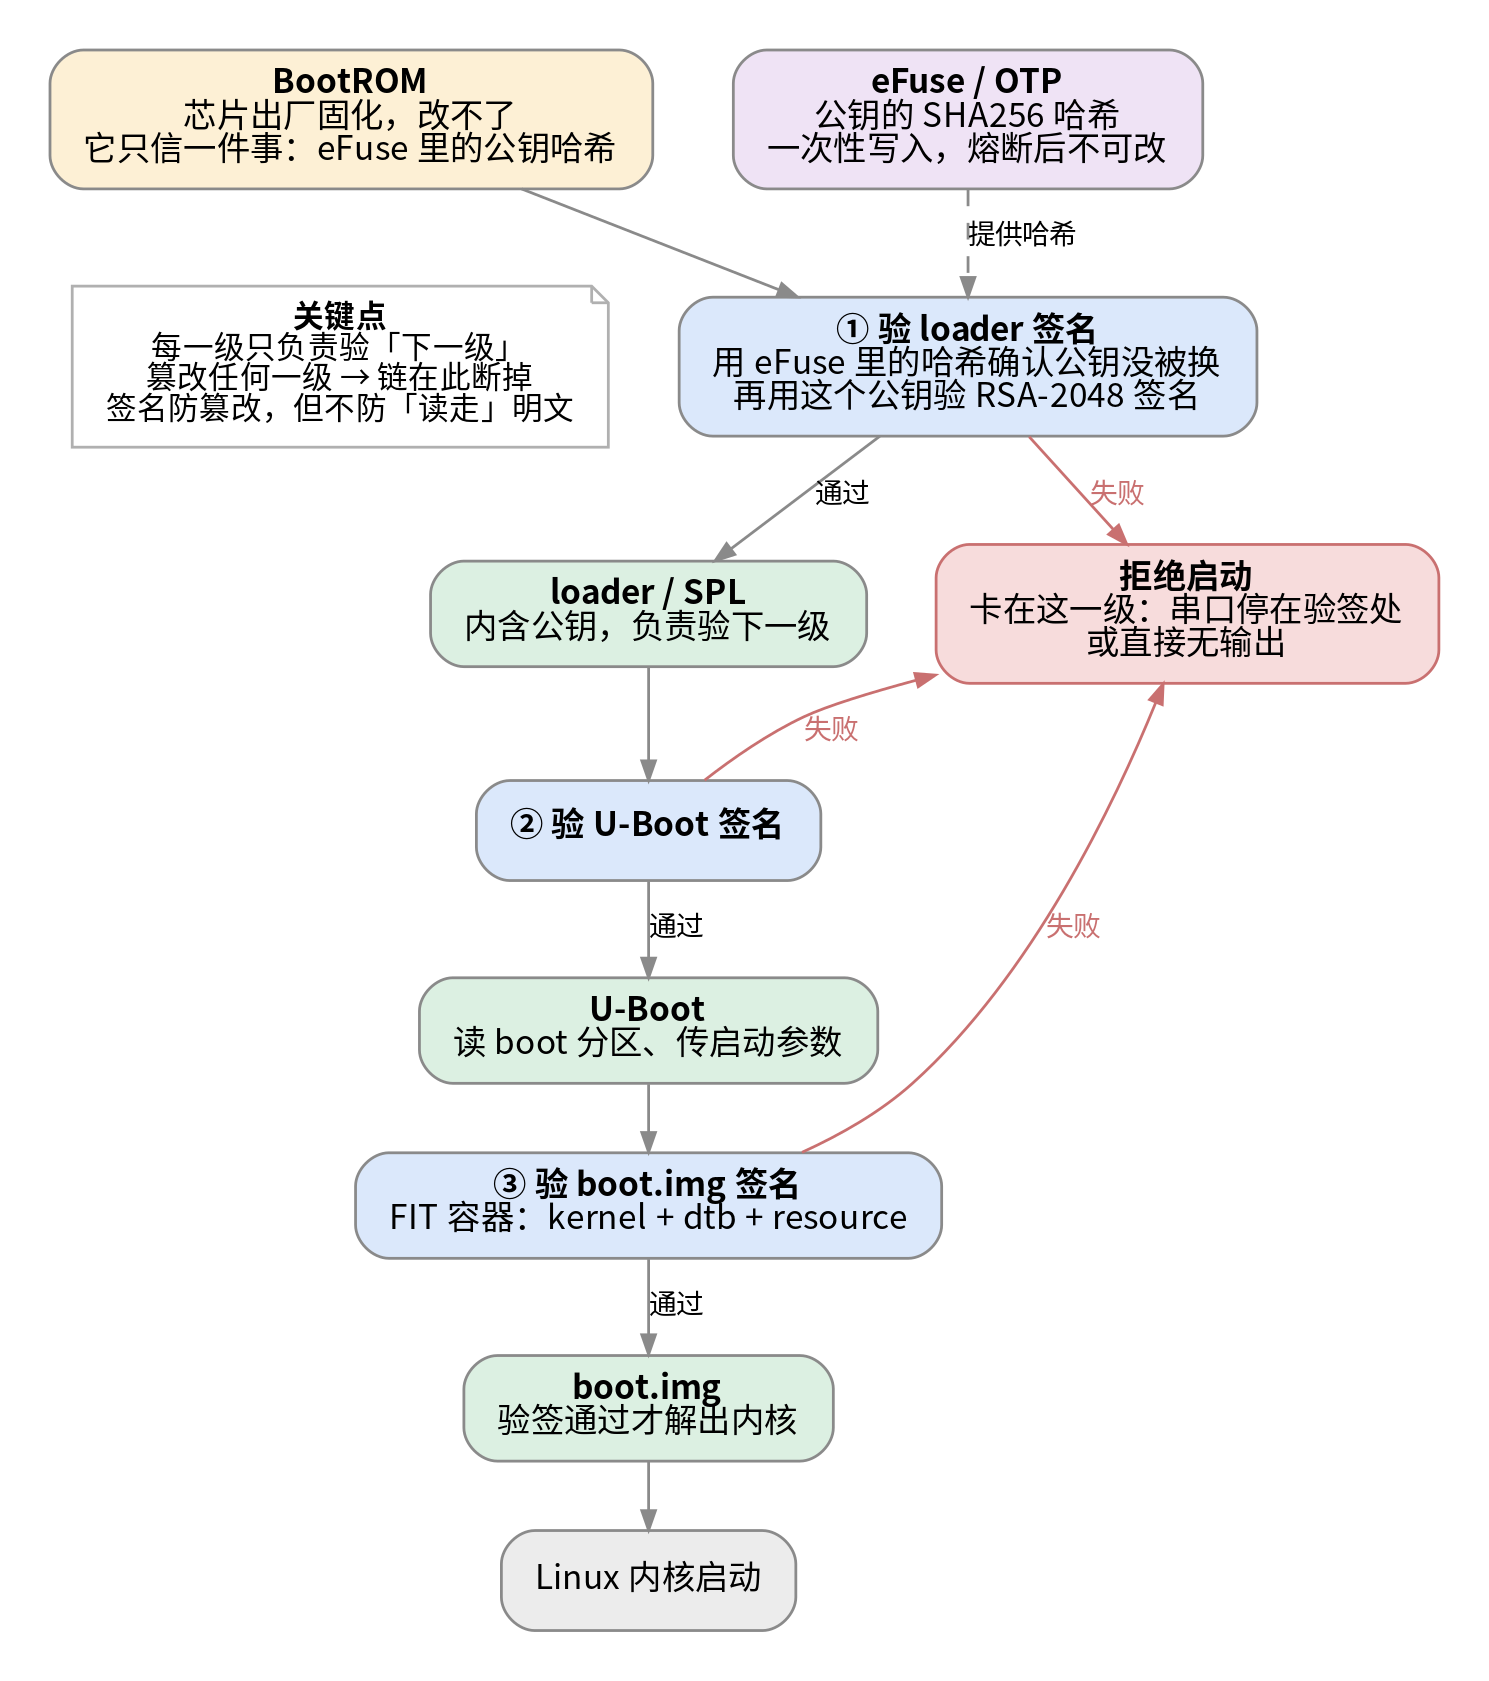 BootROM
芯片出厂固化，改不了
它只信一件事：eFuse 里的公钥哈希
eFuse / OTP
公钥的 SHA256 哈希
一次性写入，熔断后不可改
提供哈希
关键点
每一级只负责验「下一级」
篡改任何一级 → 链在此断掉
签名防篡改，但不防「读走」明文
① 验 loader 签名
用 eFuse 里的哈希确认公钥没被换
再用这个公钥验 RSA-2048 签名
通过
失败
loader / SPL
内含公钥，负责验下一级
拒绝启动
卡在这一级：串口停在验签处
或直接无输出
失败
② 验 U-Boot 签名
通过
失败
U-Boot
读 boot 分区、传启动参数
③ 验 boot.img 签名
FIT 容器：kernel + dtb + resource
通过
boot.img
验签通过才解出内核
Linux 内核启动